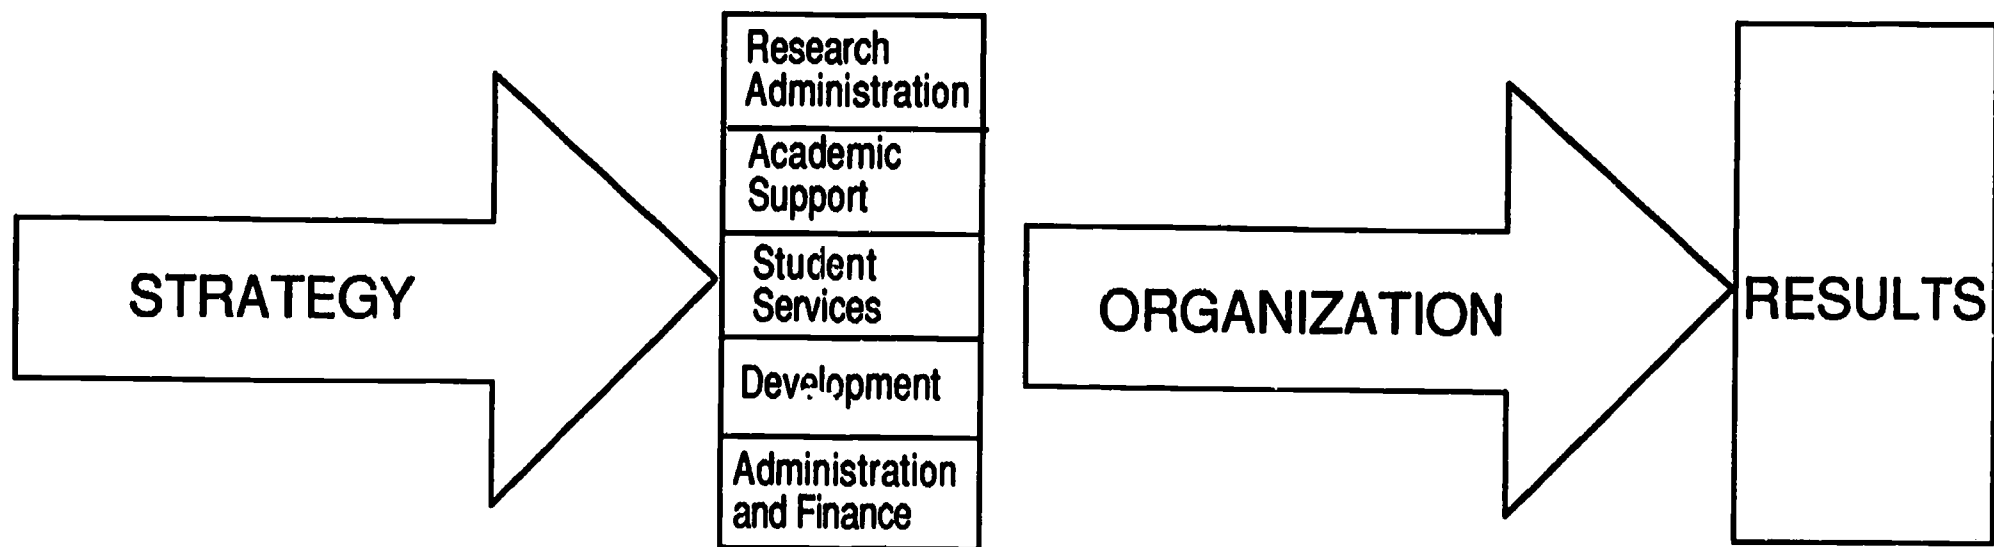 STRATEGY
Research
Administration
Academic
Support
Student
Services
Development
Administration
and Finance
ORGANIZATION
RESULTS